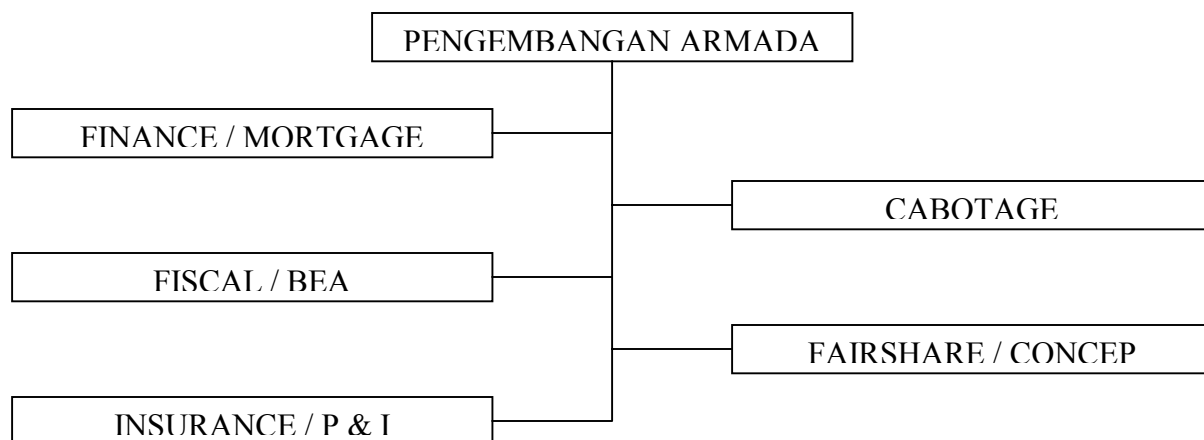 PENGEMBANGAN ARMADA
FINANCE / MORTGAGE
CABOTAGE
FISCAL / BEA
FAIRSHARE / CONCEP
INSURANCE / P & I